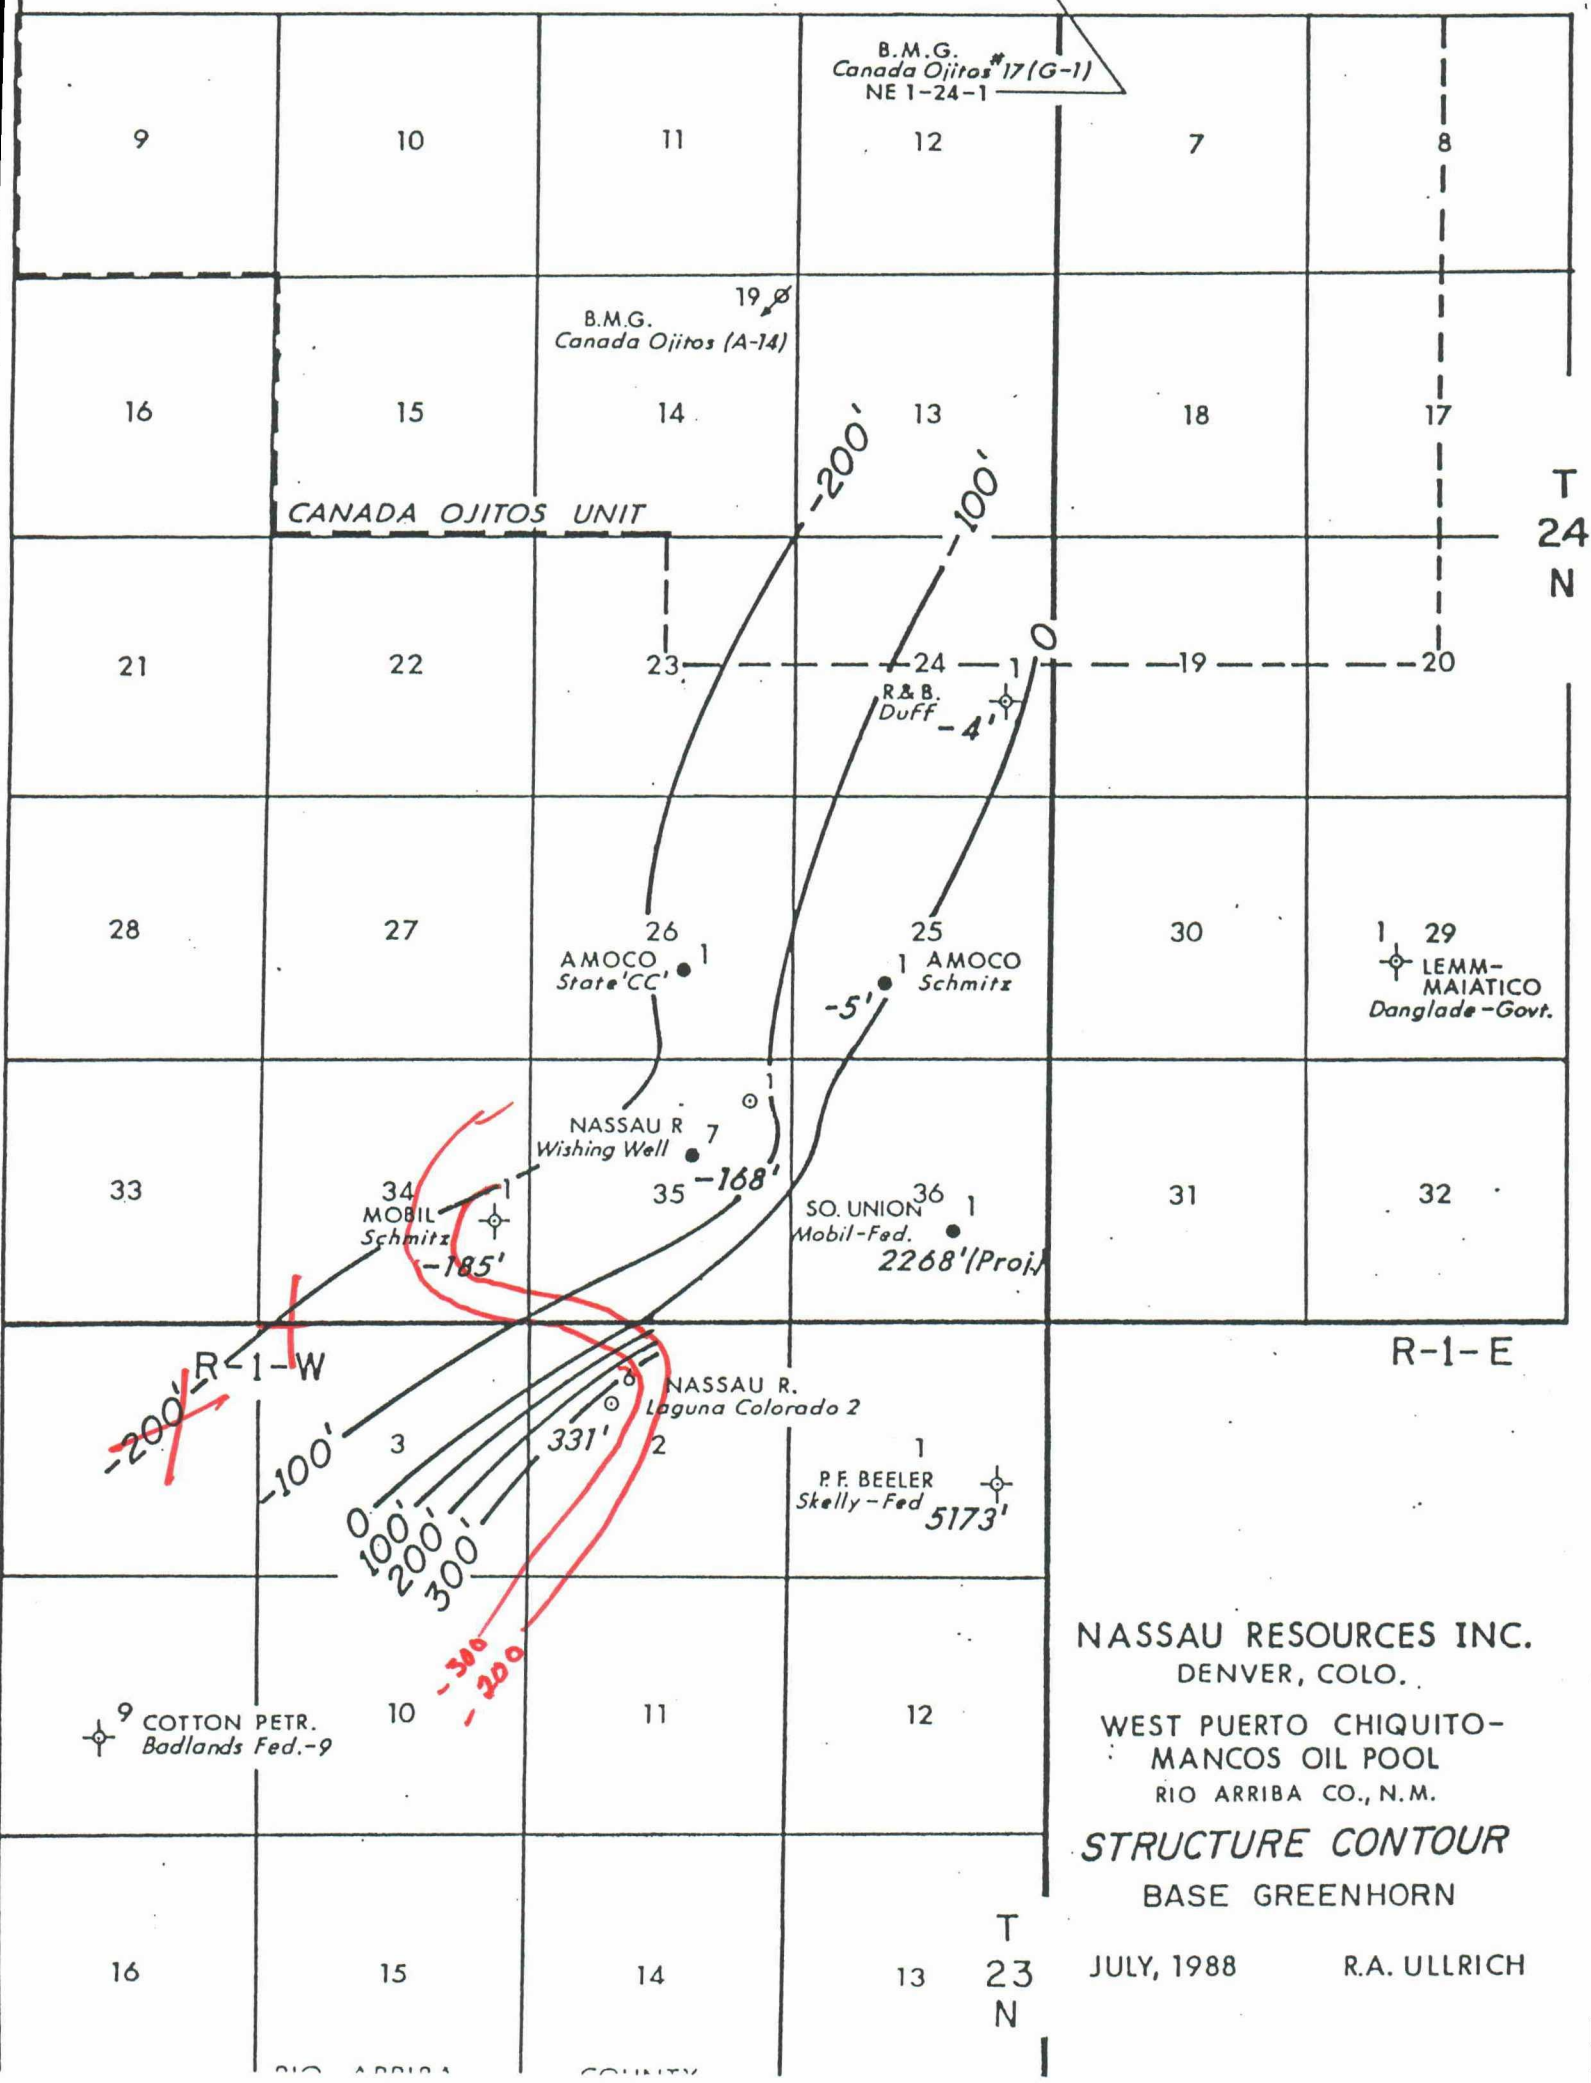 B.M.G.
Canada Ojitos #17 (G-1)
NE 1-24-1
9
10
11
12
7
8
19
B.M.G.
Canada Ojitos (A-14)
16
15
14
13
18
17
-200'
-100'
T
24
N
CANADA OJITOS UNIT
0
21
22
23
24
1
19
20
R.& B.
Duff
-4'
28
27
26
25
30
1
29
AMOCO
1
State 'CC'
1
AMOCO
Schmitz
-5'
LEMM-
MAIATICO
Danglade-Govt.
1
NASSAU R
7
Wishing Well
-168'
33
34
1
35
36
31
32
MOBIL
Schmitz
-185'
SO. UNION
1
Mobil-Fed.
2268' (Proj.)
R-1-W
R-1-E
-200'
-100'
NASSAU R.
Laguna Colorado 2
331'
3
2
1
P.F. BEELER
Skelly-Fed
5173'
0
100'
200'
300'
-300
-200
NASSAU RESOURCES INC.
DENVER, COLO.
9
COTTON PETR.
Badlands Fed.-9
10
11
12
WEST PUERTO CHIQUITO-
MANCOS OIL POOL
RIO ARRIBA CO., N.M.
STRUCTURE CONTOUR
BASE GREENHORN
T
23
N
16
15
14
13
JULY, 1988
R.A. ULLRICH
RIO ARRIBA COUNTY